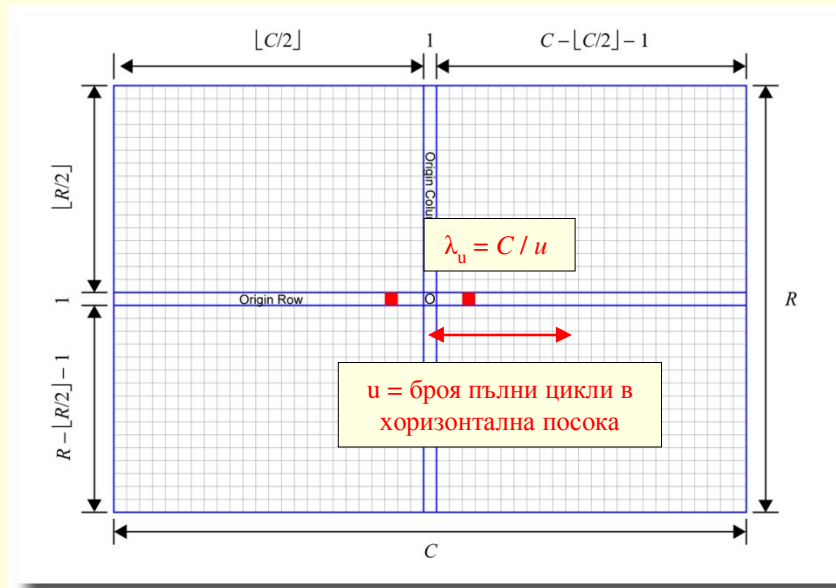 ⌊C/2⌋ 1 C – ⌊C/2⌋ – 1
⌊R/2⌋
Origin Colu
λu = C / u
1
Origin Row
O
R
R – ⌊R/2⌋ – 1
u = броя пълни цикли в
хоризонтална посока
C